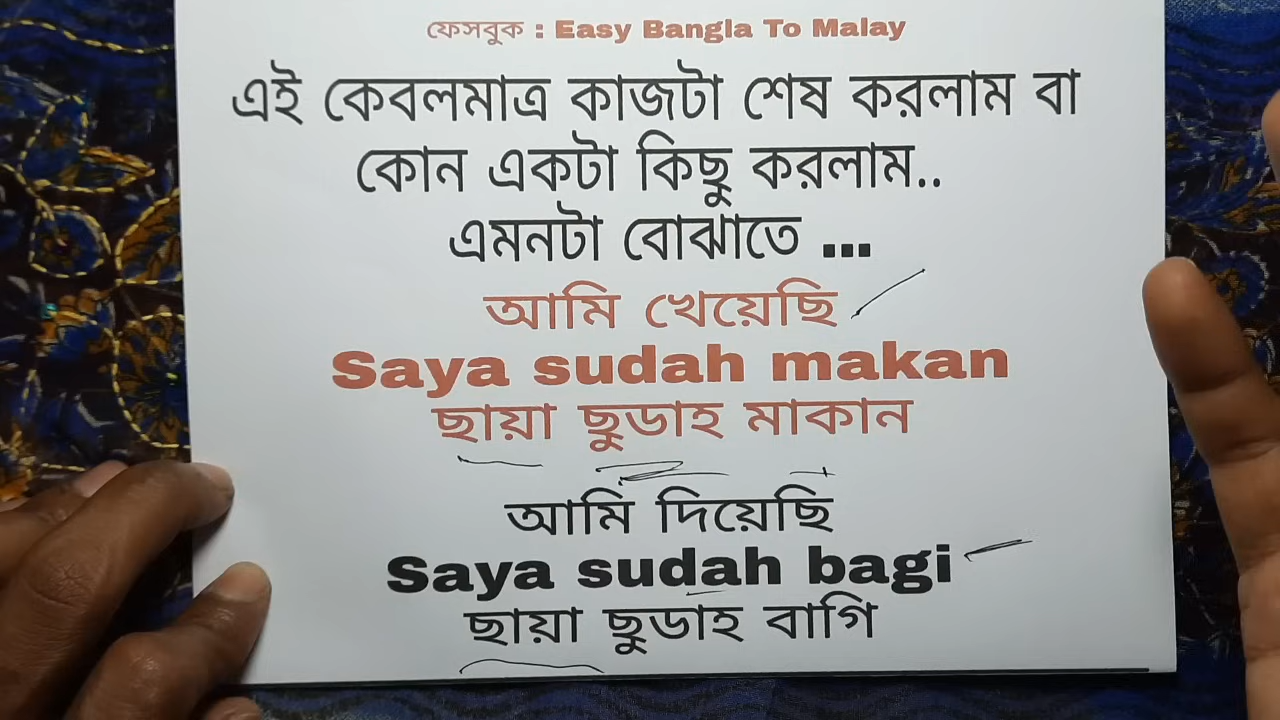 ফেসবুক : Easy Bangla To Malay
এই কেবলমাত্র কাজটা শেষ করলাম বা
কোন একটা কিছু করলাম..
এমনটা বোঝাতে ...
আমি খেয়েছি
Saya sudah makan
ছায়া ছুডাহ মাকান
আমি দিয়েছি
Saya sudah bagi
ছায়া ছুডাহ বাগি